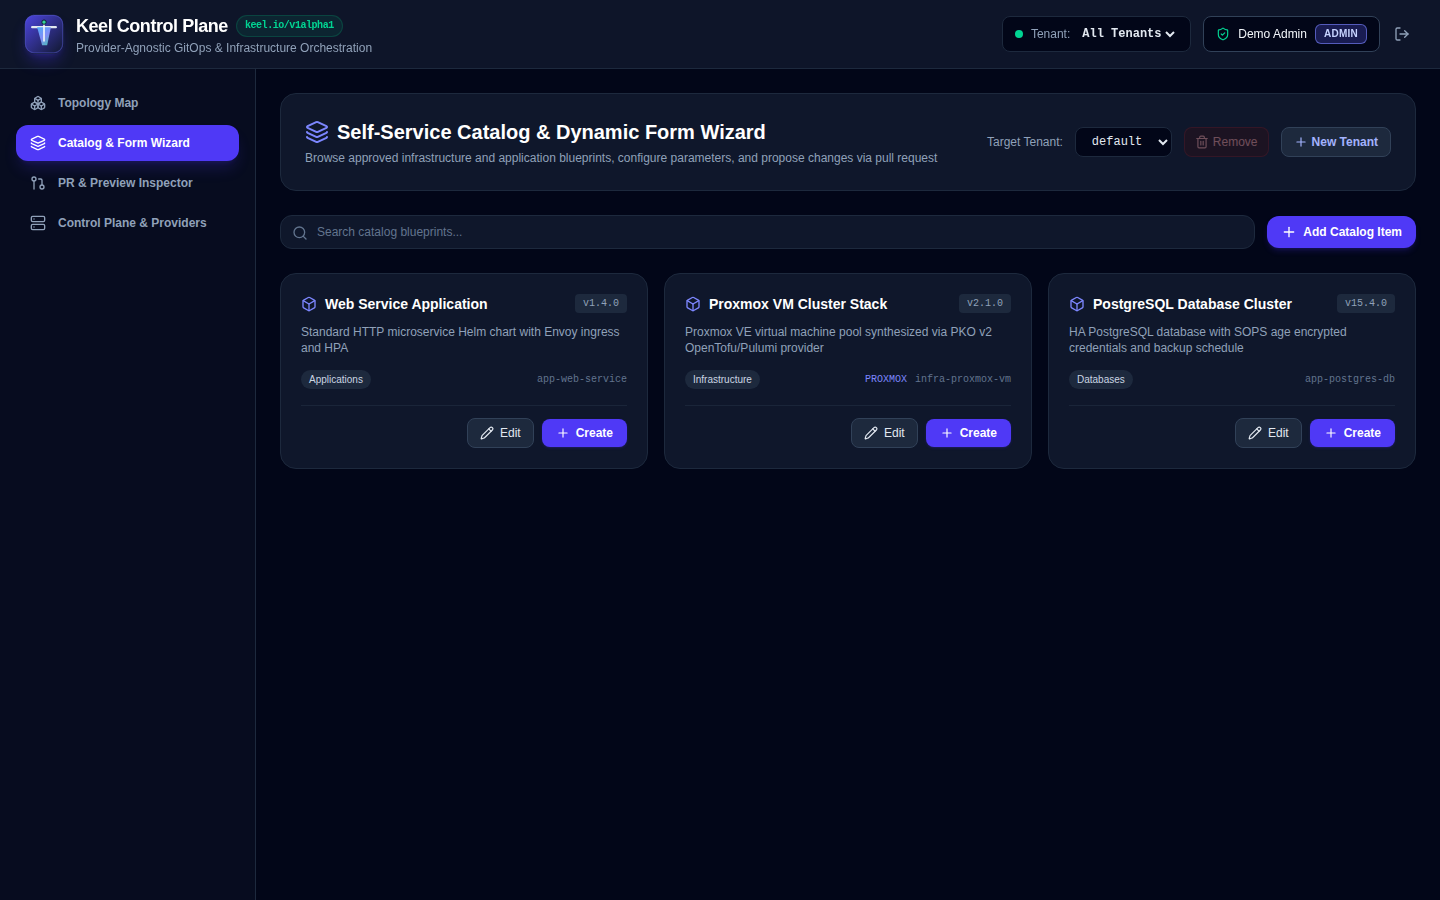 Keel Control Plane keel.io/v1alpha1
Provider-Agnostic GitOps & Infrastructure Orchestration
Tenant: All Tenants
Demo Admin ADMIN
Topology Map
Catalog & Form Wizard
PR & Preview Inspector
Control Plane & Providers
Self-Service Catalog & Dynamic Form Wizard
Browse approved infrastructure and application blueprints, configure parameters, and propose changes via pull request
Target Tenant: default Remove New Tenant
Search catalog blueprints...
Add Catalog Item
Web Service Application v1.4.0
Standard HTTP microservice Helm chart with Envoy ingress
and HPA
Applications app-web-service
Edit Create
Proxmox VM Cluster Stack v2.1.0
Proxmox VE virtual machine pool synthesized via PKO v2
OpenTofu/Pulumi provider
Infrastructure PROXMOX infra-proxmox-vm
Edit Create
PostgreSQL Database Cluster v15.4.0
HA PostgreSQL database with SOPS age encrypted
credentials and backup schedule
Databases app-postgres-db
Edit Create